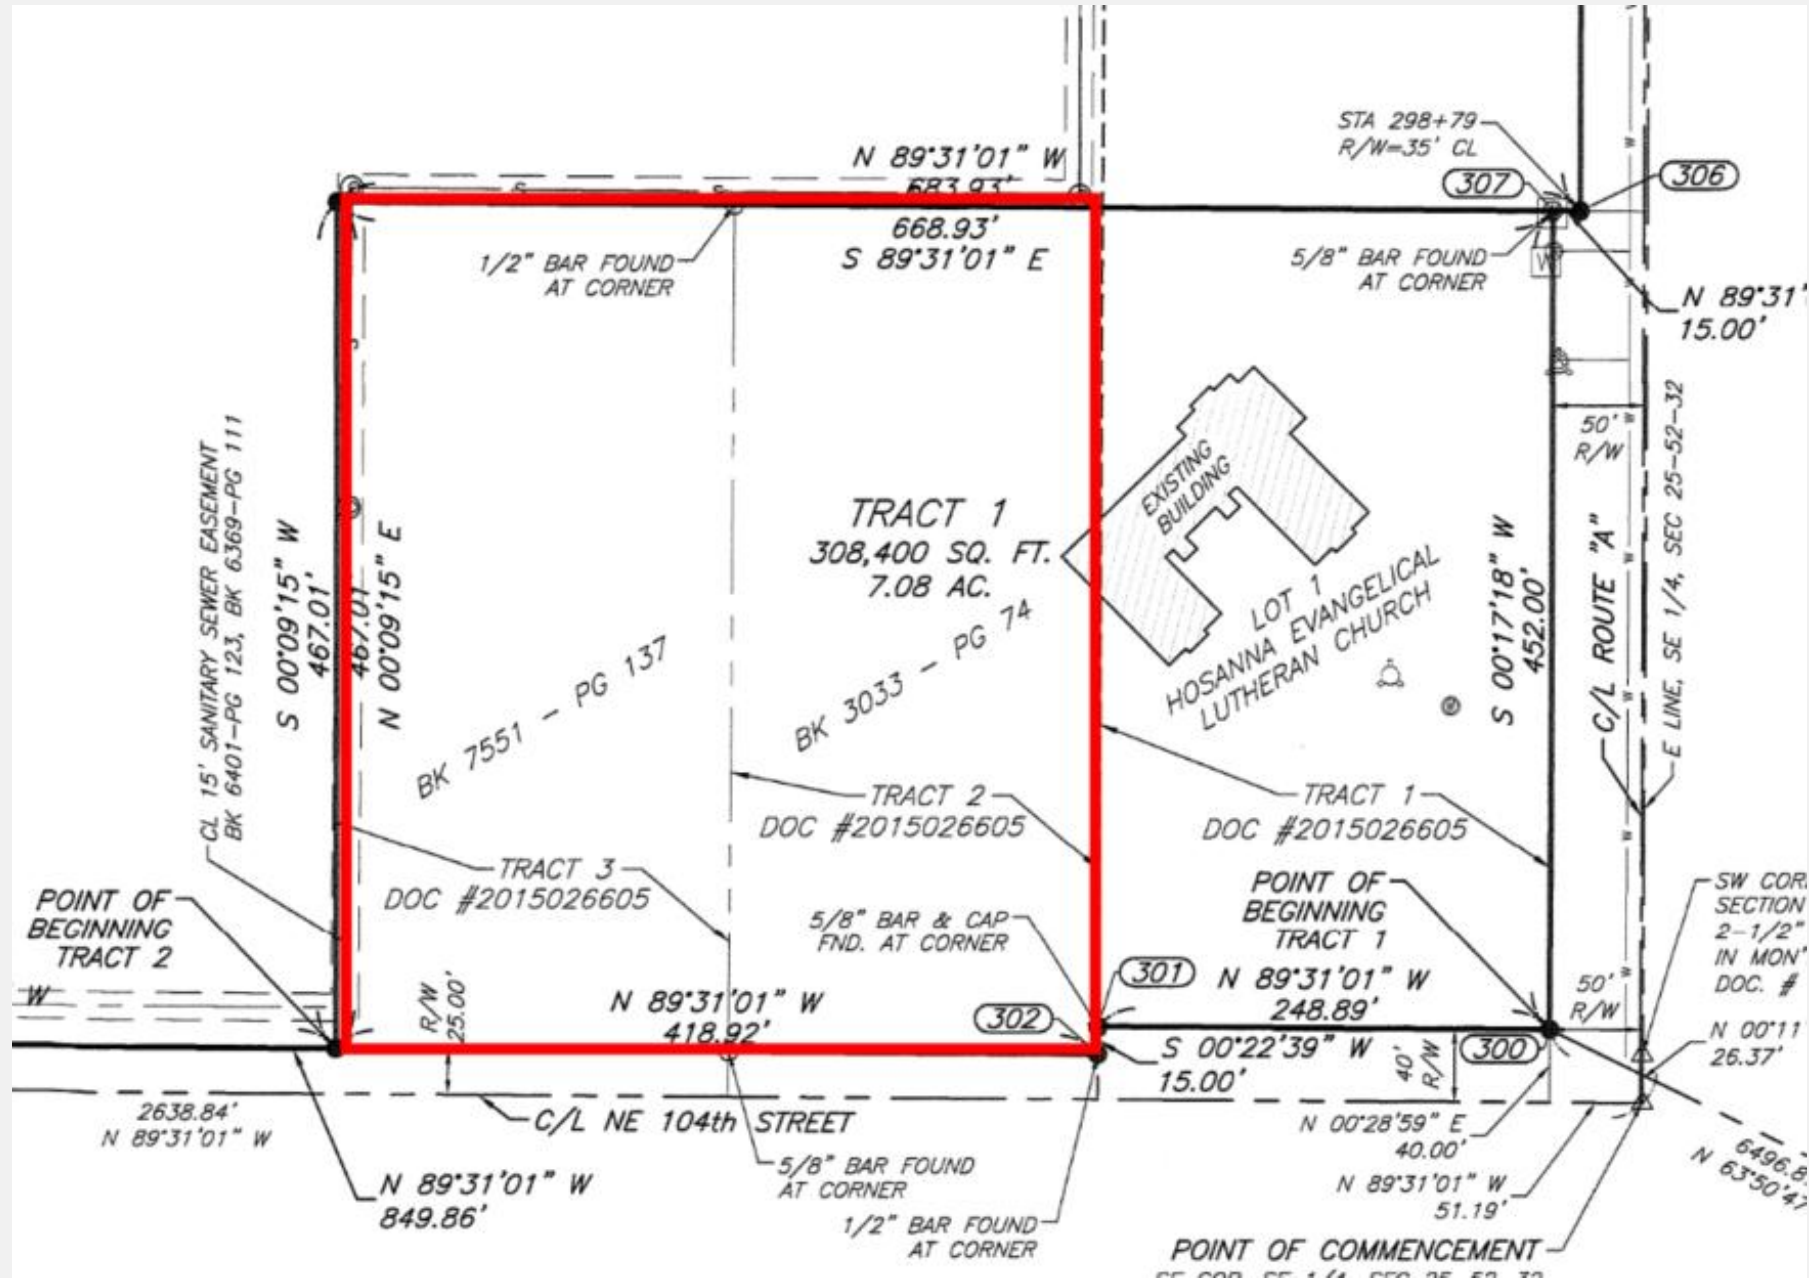 STA 298+79
R/W=35' CL
N 89°31'01" W
683.93'
307
306
668.93'
S 89°31'01" E
1/2" BAR FOUND
AT CORNER
5/8" BAR FOUND
AT CORNER
W
N 89°31'
15.00'
50'
R/W
CL 15' SANITARY SEWER EASEMENT
BK 6401-PG 123, BK 6369-PG 111
S 00°09'15" W
467.01'
467.01
N 00°09'15" E
TRACT 1
308,400 SQ. FT.
7.08 AC.
EXISTING
BUILDING
LOT 1
HOSANNA EVANGELICAL
LUTHERAN CHURCH
S 00°17'18" W
452.00'
C/L ROUTE "A"
E LINE, SE 1/4, SEC 25-52-32
BK 7551 - PG 137
BK 3033 - PG 74
TRACT 2
DOC #2015026605
TRACT 1
DOC #2015026605
TRACT 3
DOC #2015026605
POINT OF
BEGINNING
TRACT 2
5/8" BAR & CAP
FND. AT CORNER
POINT OF
BEGINNING
TRACT 1
SW COR
SECTION
2-1/2"
IN MON'
DOC. #
W
R/W
25.00'
N 89°31'01" W
418.92'
302
301
N 89°31'01" W
248.89'
50'
R/W
S 00°22'39" W
15.00'
40'
R/W
300
N 00°11
26.37'
2638.84'
N 89°31'01" W
C/L NE 104th STREET
N 00°28'59" E
40.00'
N 89°31'01" W
51.19'
6496.8
N 63°50'47
N 89°31'01" W
849.86'
5/8" BAR FOUND
AT CORNER
1/2" BAR FOUND
AT CORNER
POINT OF COMMENCEMENT
SE COR, SE 1/4, SEC 25-52-32